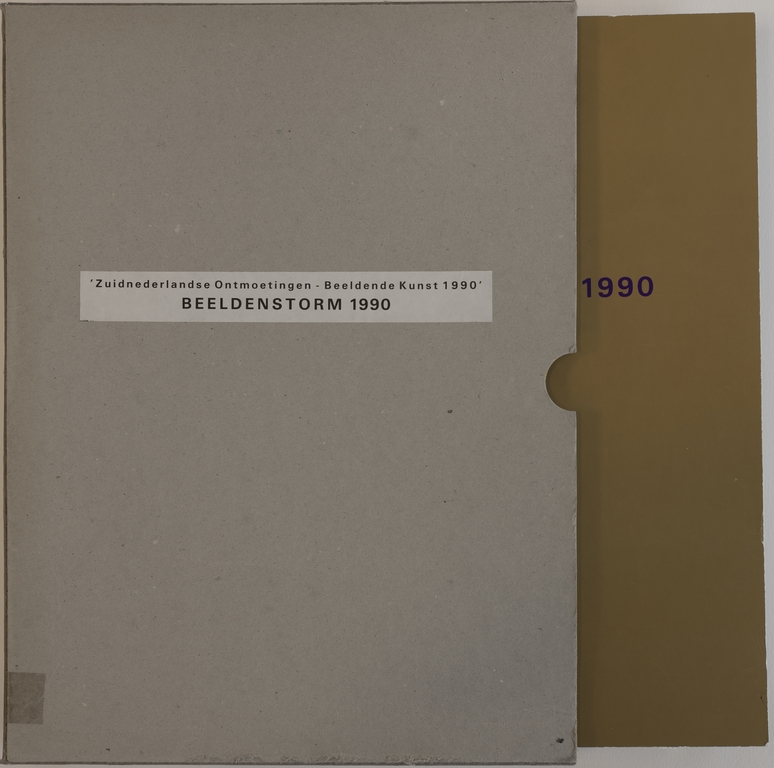 'Zuidnederlandse Ontmoetingen - Beeldende Kunst 1990'
BEELDENSTORM 1990
1990